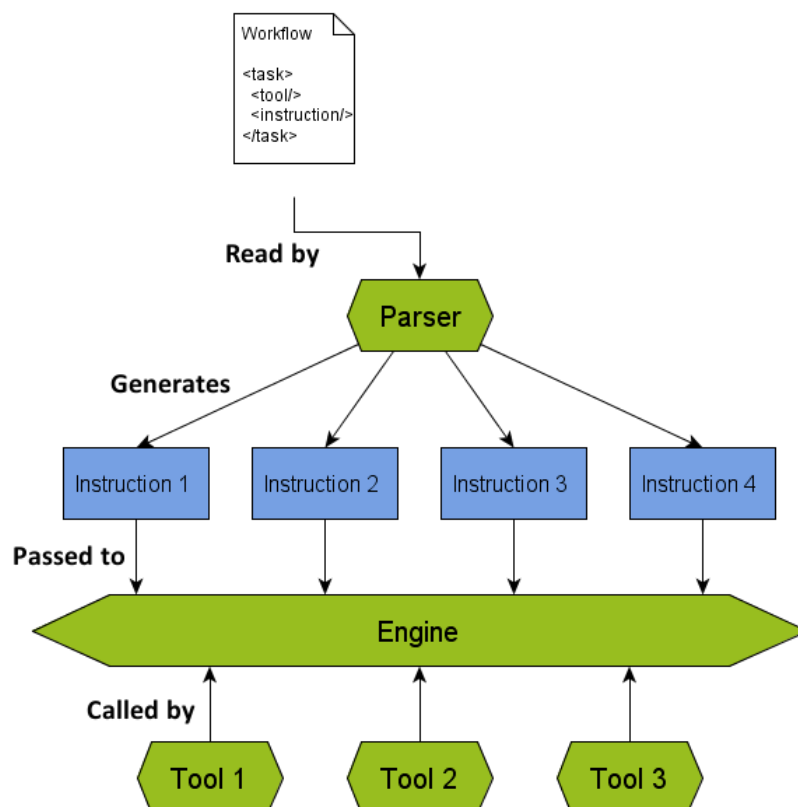 Workflow
<task>
<tool/>
<instruction/>
</task>
Read by
Parser
Generates
Instruction 1
Instruction 2
Instruction 3
Instruction 4
Passed to
Engine
Called by
Tool 1
Tool 2
Tool 3